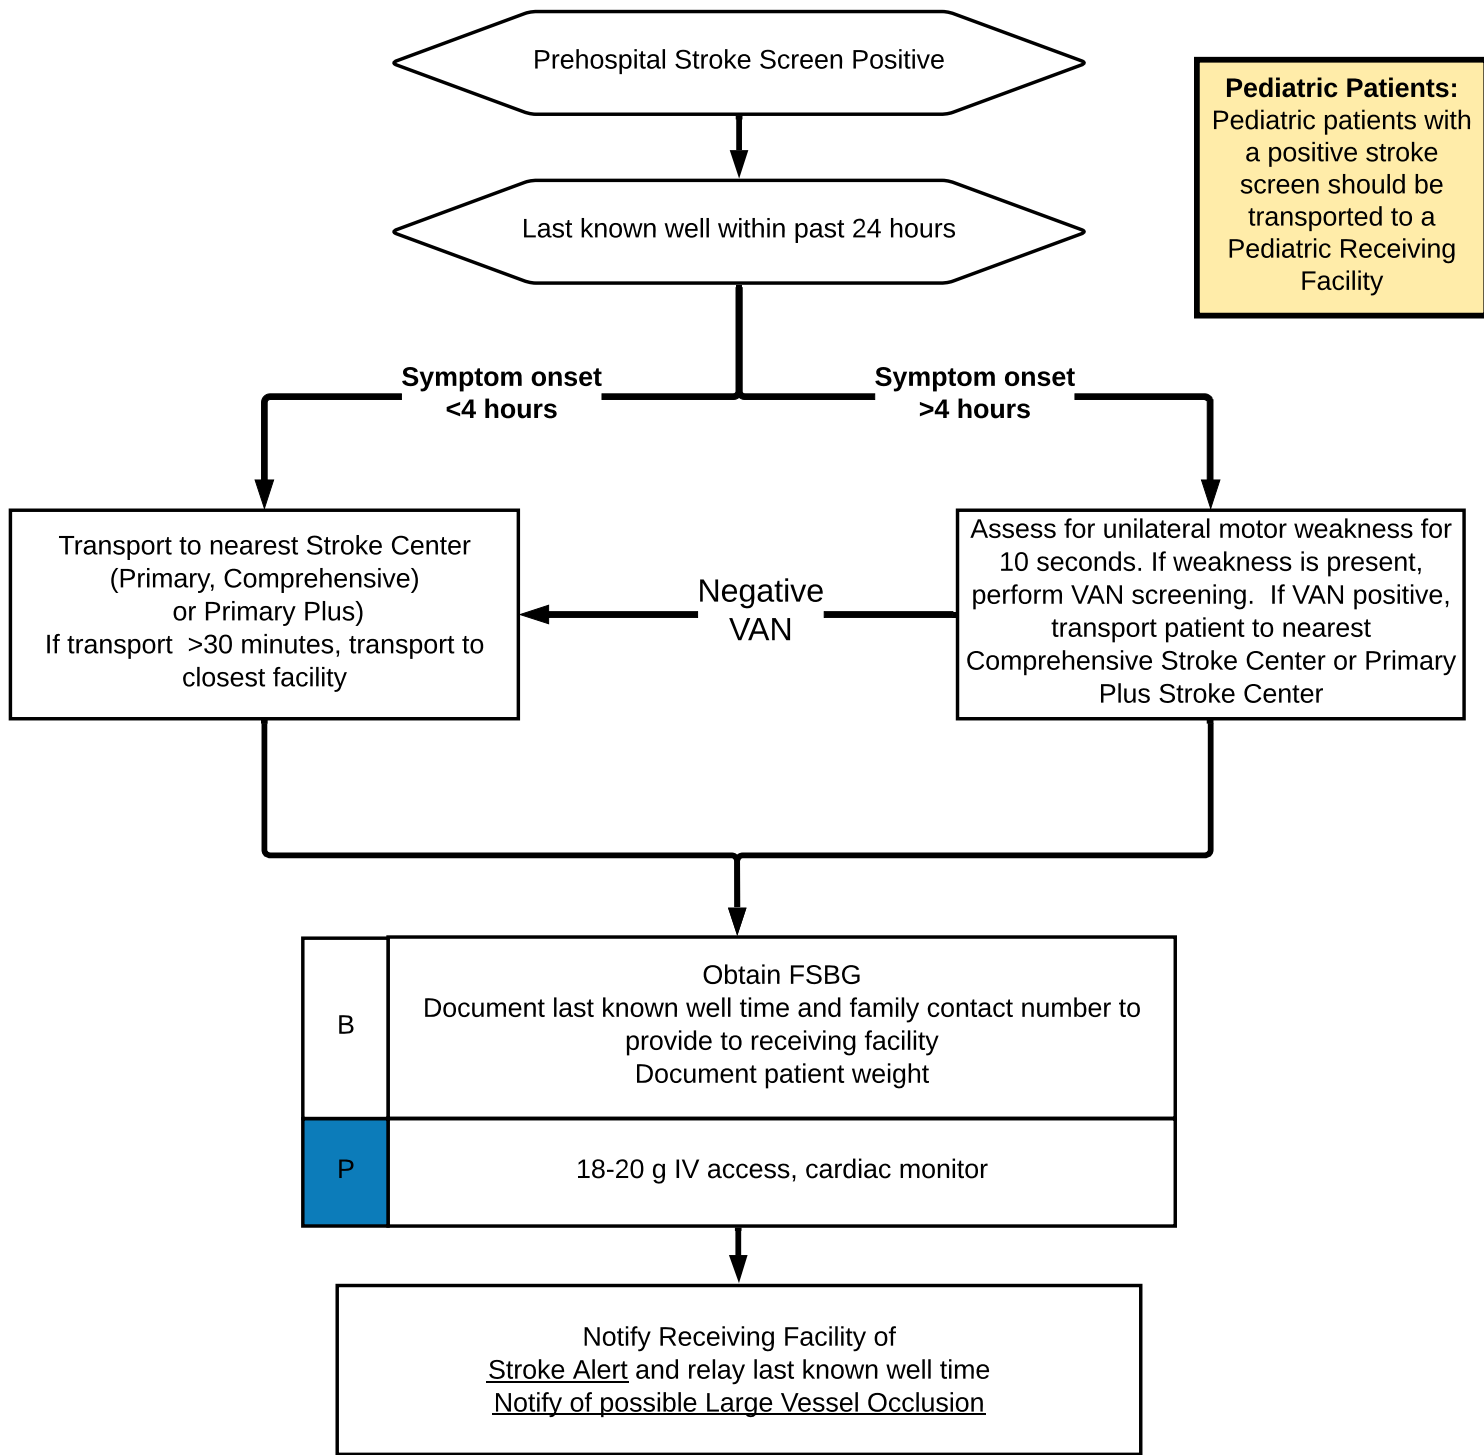 Prehospital Stroke Screen Positive
Pediatric Patients:
Pediatric patients with
a positive stroke
screen should be
transported to a
Pediatric Receiving
Facility
Last known well within past 24 hours
Symptom onset
<4 hours
Symptom onset
>4 hours
Transport to nearest Stroke Center
(Primary, Comprehensive)
or Primary Plus)
If transport  >30 minutes, transport to
closest facility
Negative
VAN
Assess for unilateral motor weakness for
10 seconds. If weakness is present,
perform VAN screening.  If VAN positive,
transport patient to nearest
Comprehensive Stroke Center or Primary
Plus Stroke Center
B
Obtain FSBG
Document last known well time and family contact number to
provide to receiving facility
Document patient weight
P
18-20 g IV access, cardiac monitor
Notify Receiving Facility of
Stroke Alert and relay last known well time
Notify of possible Large Vessel Occlusion